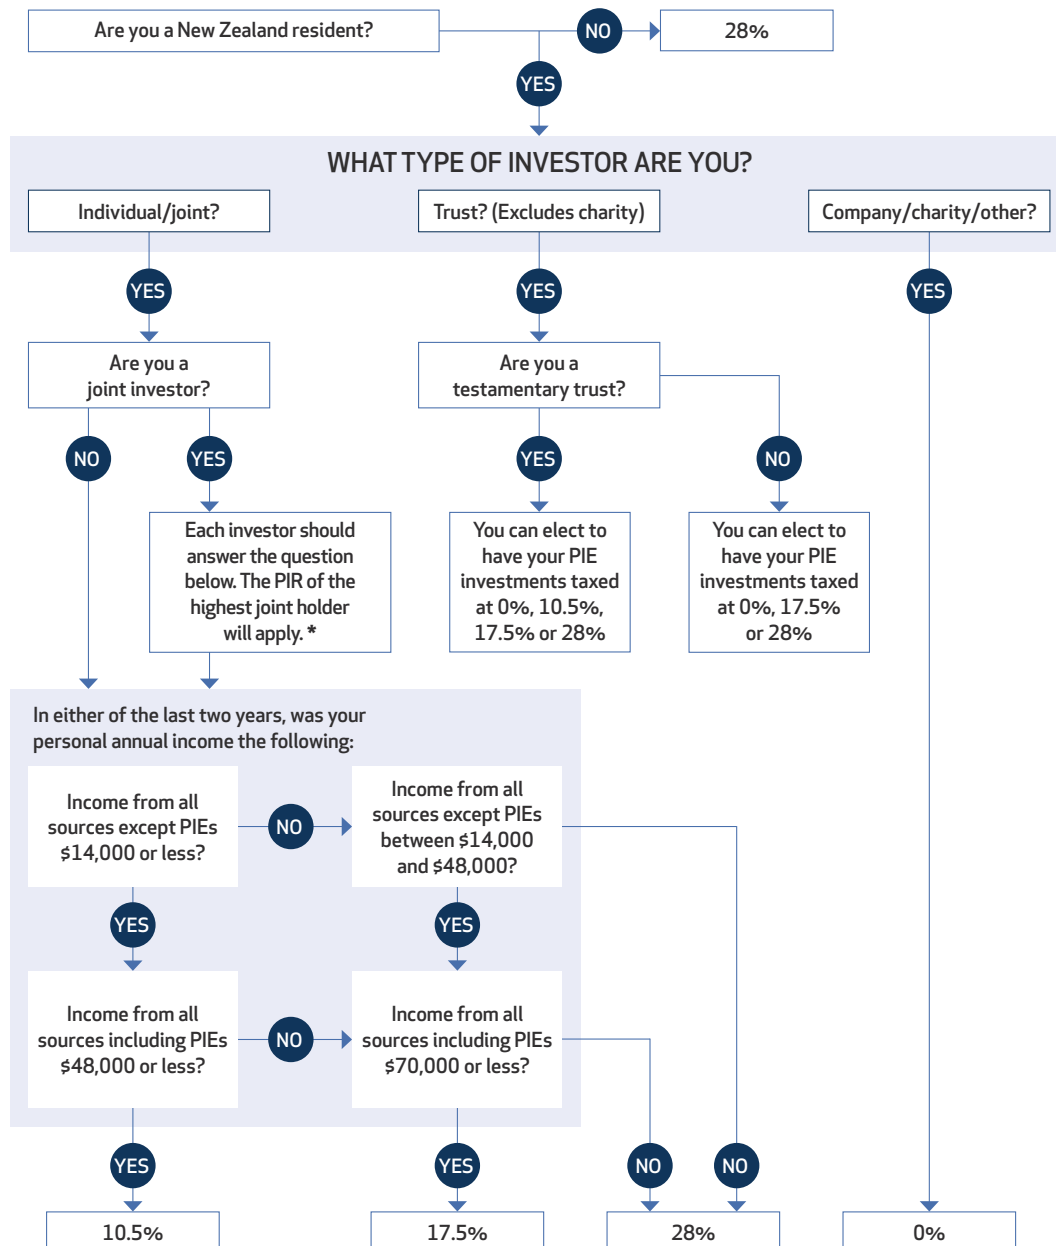 Are you a New Zealand resident?
NO
28%
YES
WHAT TYPE OF INVESTOR ARE YOU?
Individual/joint?
Trust? (Excludes charity)
Company/charity/other?
YES
YES
YES
Are you a
joint investor?
Are you a
testamentary trust?
NO
YES
YES
NO
Each investor should
answer the question
below. The PIR of the
highest joint holder
will apply. *
You can elect to
have your PIE
investments taxed
at 0%, 10.5%,
17.5% or 28%
You can elect to
have your PIE
investments taxed
at 0%, 17.5%
or 28%
In either of the last two years, was your
personal annual income the following:
Income from all
sources except PIEs
$14,000 or less?
NO
Income from all
sources except PIEs
between $14,000
and $48,000?
YES
YES
Income from all
sources including PIEs
$48,000 or less?
NO
Income from all
sources including PIEs
$70,000 or less?
YES
YES
NO
NO
10.5%
17.5%
28%
0%